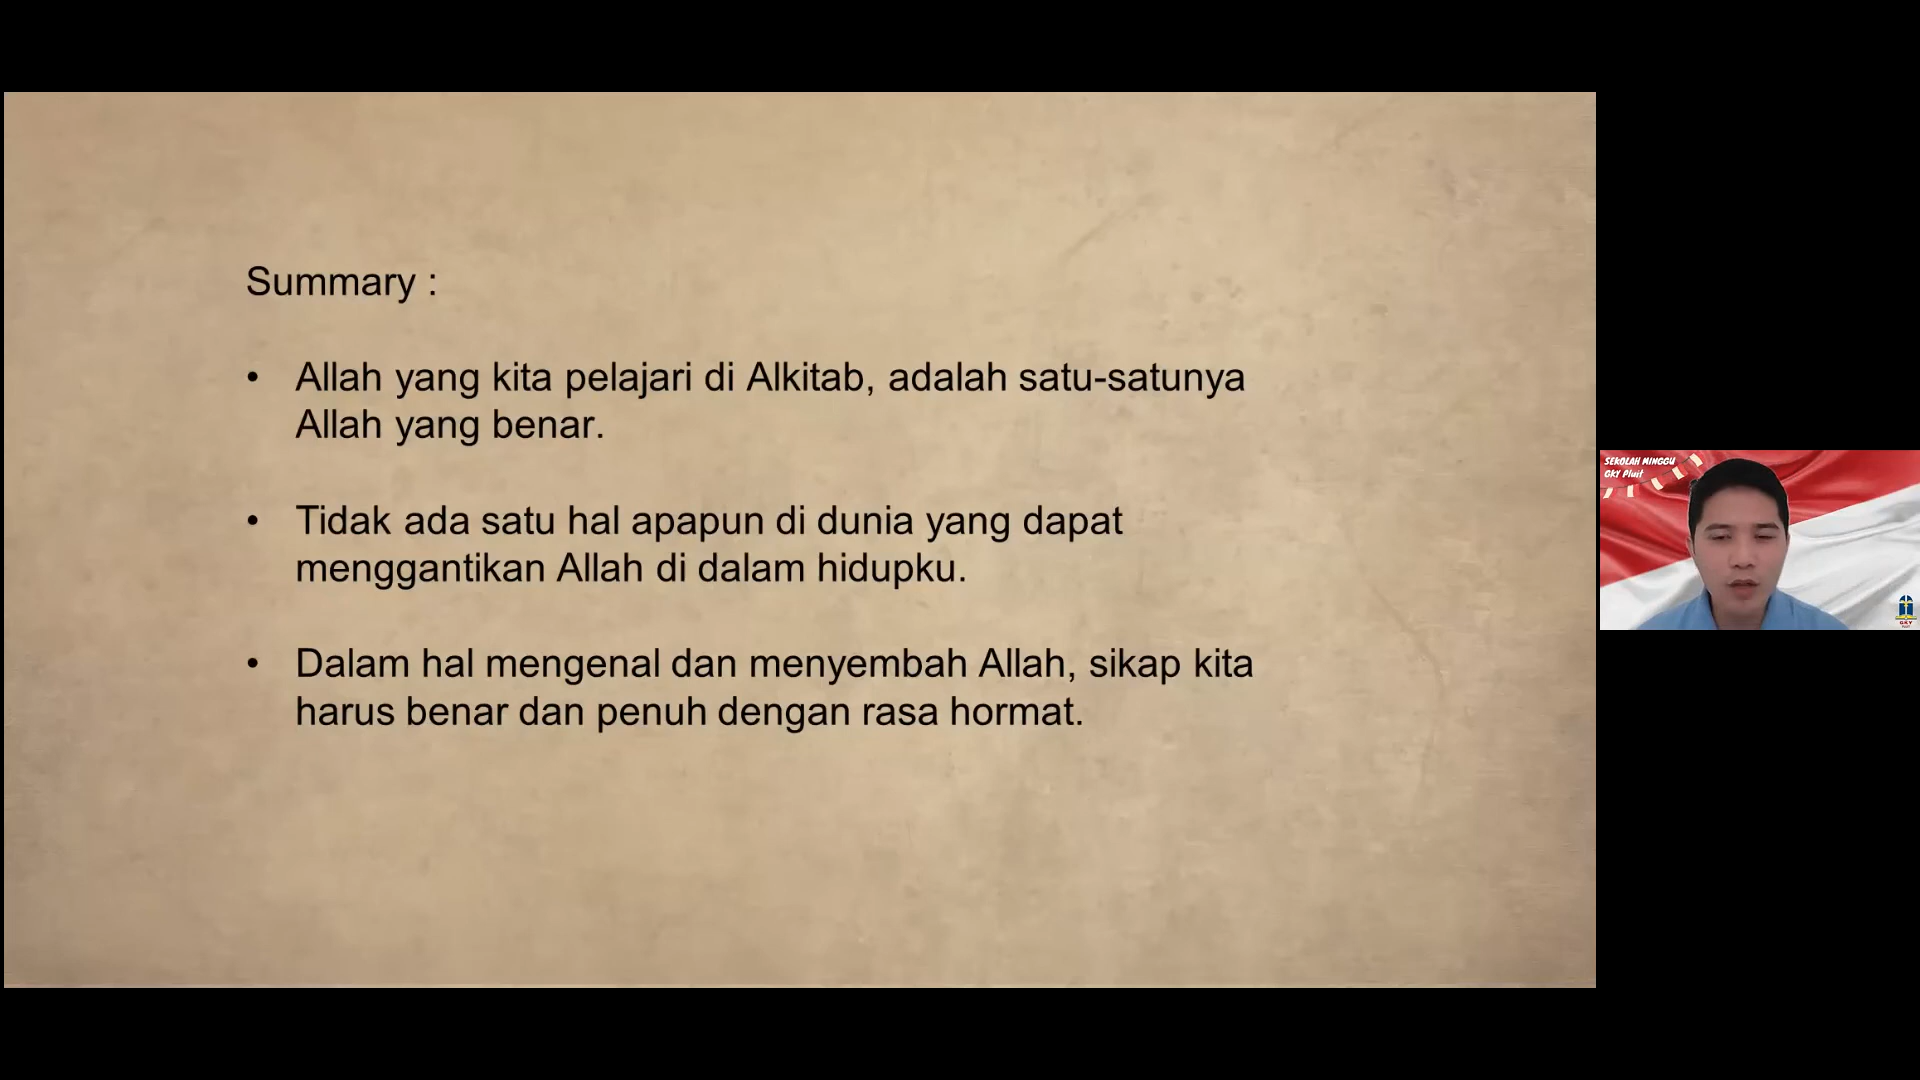 Summary :
• Allah yang kita pelajari di Alkitab, adalah satu-satunya
Allah yang benar.
• Tidak ada satu hal apapun di dunia yang dapat
menggantikan Allah di dalam hidupku.
• Dalam hal mengenal dan menyembah Allah, sikap kita
harus benar dan penuh dengan rasa hormat.
SEKOLAH MINGGU
GKY Pluit
GKY